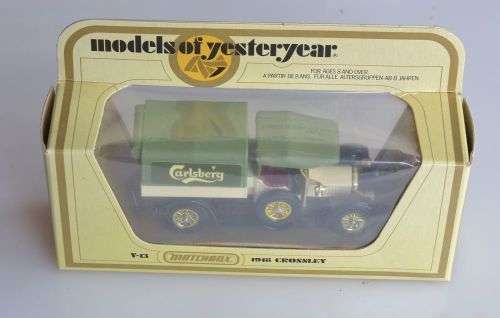 models of yesteryear®
FOR AGES 8 AND OVER
A PARTIR DE 8 ANS. FÜR ALLE ALTERSGRUPPEN AB 8 JAHREN
Carlsberg
Y-13
MATCHBOX
1918 CROSSLEY